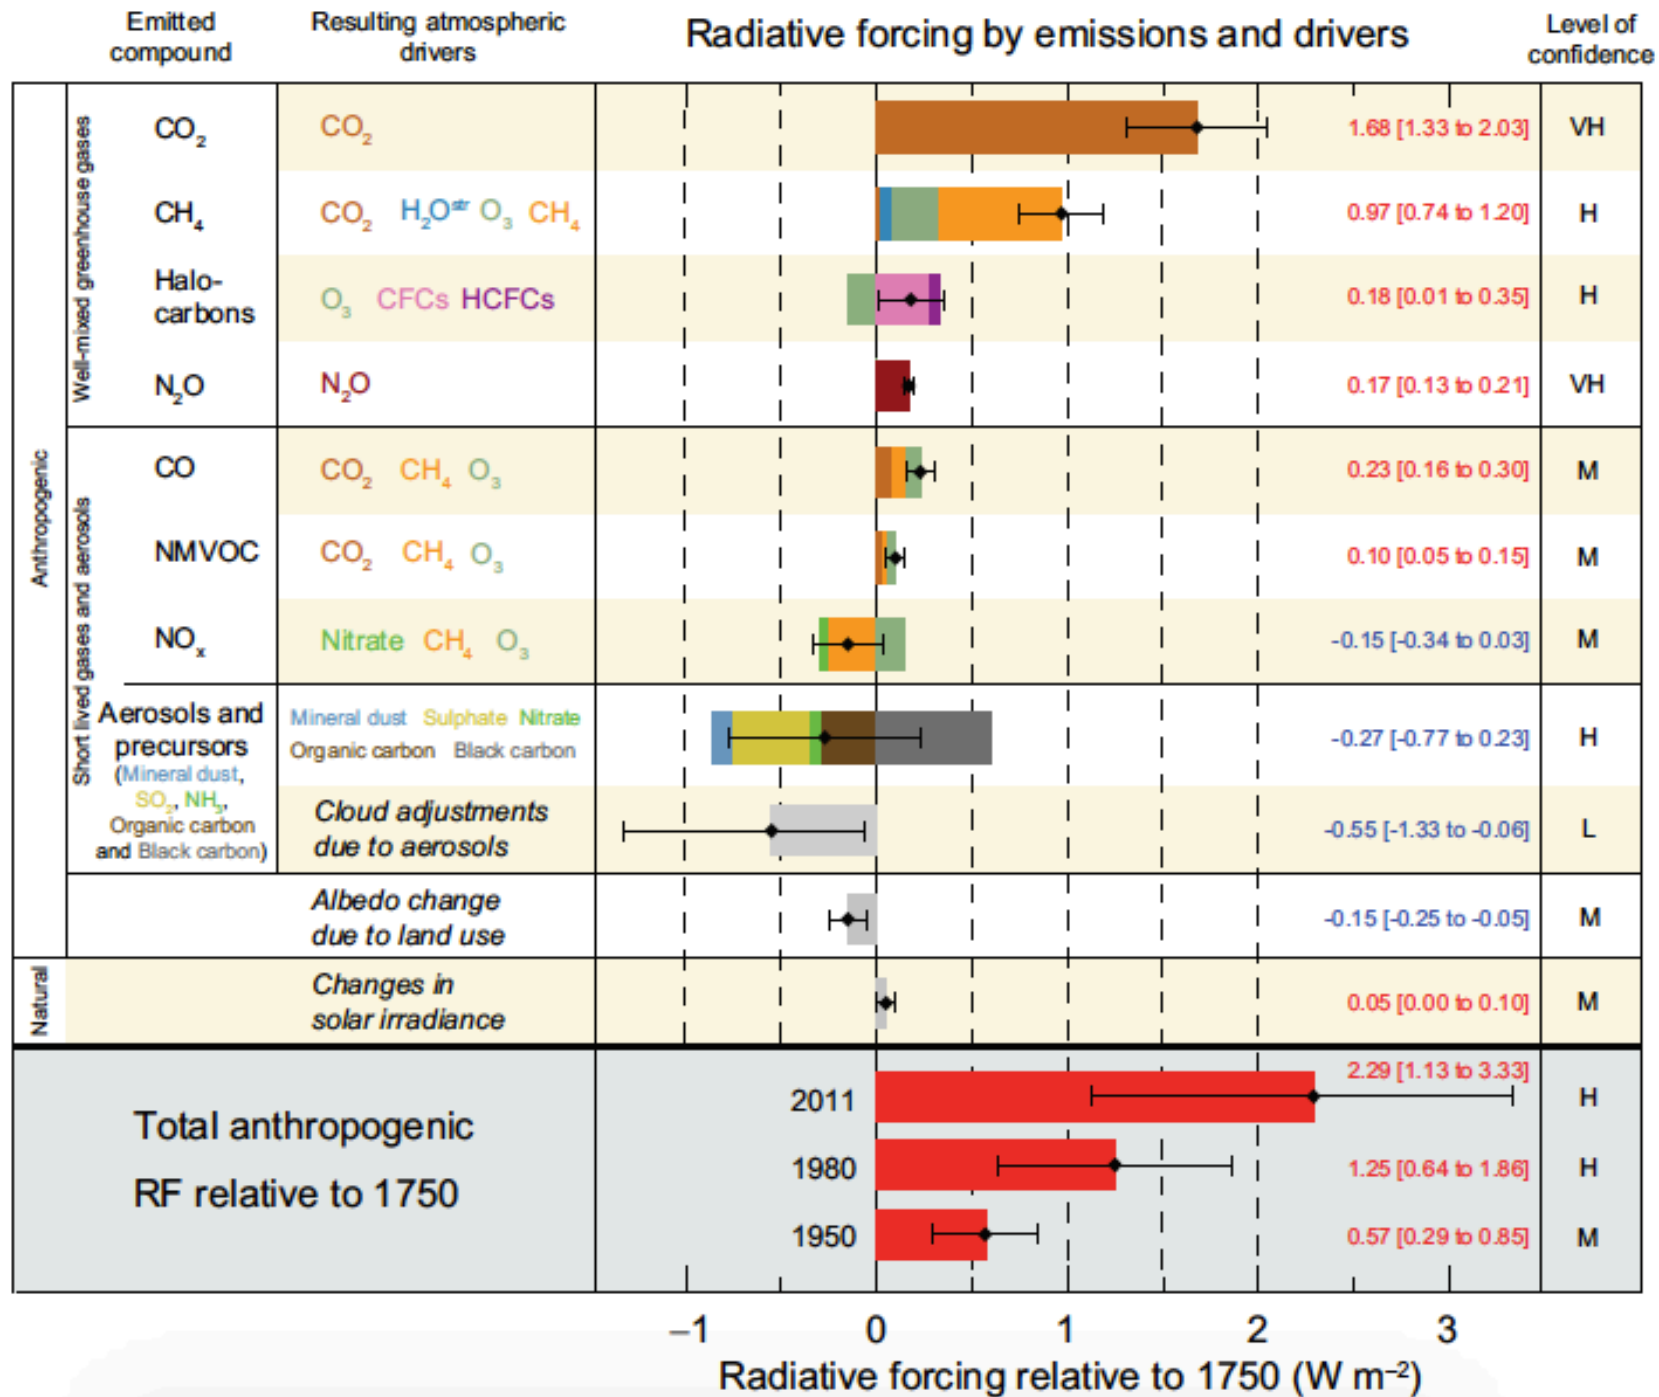 Emitted compound
Resulting atmospheric drivers
Radiative forcing by emissions and drivers
Level of confidence
Anthropogenic
Natural
Well-mixed greenhouse gases
Short lived gases and aerosols
CO₂ CO₂ 1.68 [1.33 to 2.03] VH
CH₄ CO₂ H₂Oˢᵗʳ O₃ CH₄ 0.97 [0.74 to 1.20] H
Halo-
carbons O₃ CFCs HCFCs 0.18 [0.01 to 0.35] H
N₂O N₂O 0.17 [0.13 to 0.21] VH
CO CO₂ CH₄ O₃ 0.23 [0.16 to 0.30] M
NMVOC CO₂ CH₄ O₃ 0.10 [0.05 to 0.15] M
NOₓ Nitrate CH₄ O₃ -0.15 [-0.34 to 0.03] M
Aerosols and
precursors
(Mineral dust,
SO₂, NH₃,
Organic carbon
and Black carbon)
Mineral dust Sulphate Nitrate
Organic carbon Black carbon
-0.27 [-0.77 to 0.23] H
Cloud adjustments
due to aerosols
-0.55 [-1.33 to -0.06] L
Albedo change
due to land use
-0.15 [-0.25 to -0.05] M
Changes in
solar irradiance
0.05 [0.00 to 0.10] M
Total anthropogenic
RF relative to 1750
2011 2.29 [1.13 to 3.33] H
1980 1.25 [0.64 to 1.86] H
1950 0.57 [0.29 to 0.85] M
–1 0 1 2 3
Radiative forcing relative to 1750 (W m⁻²)